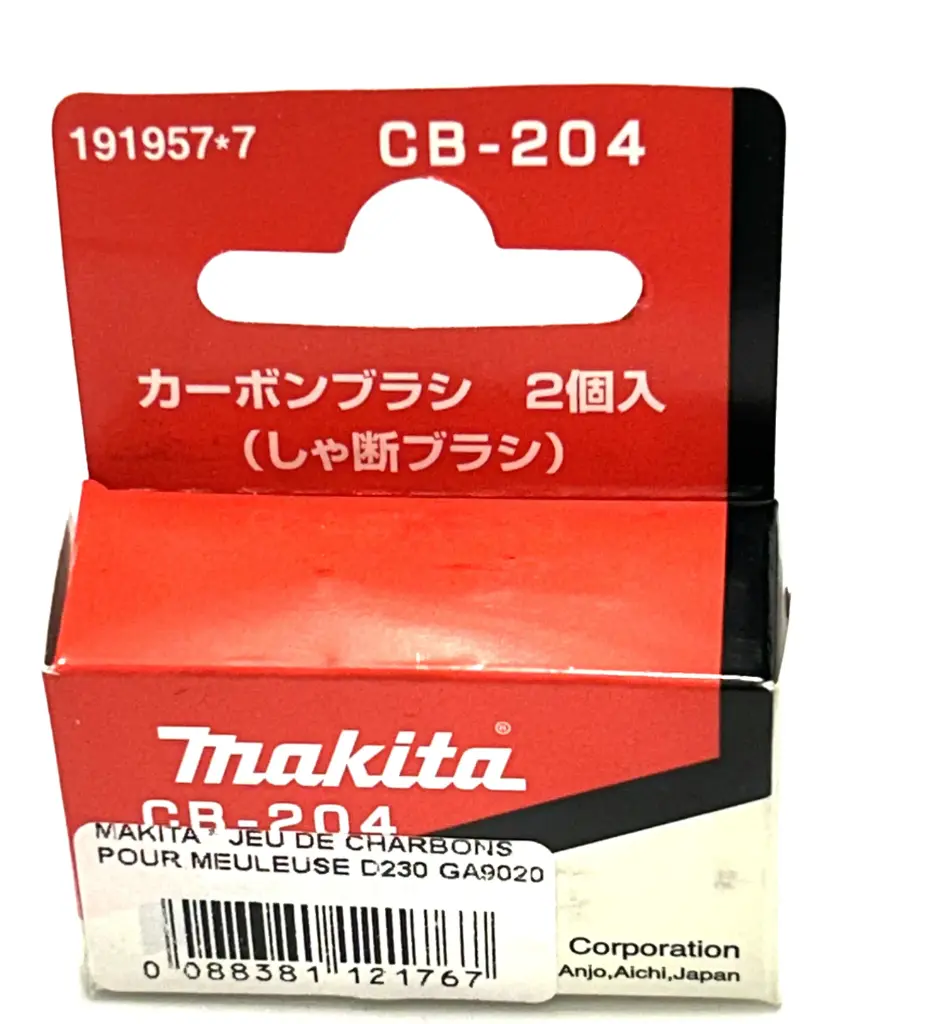 191957*7 CB-204
カーボンブラシ 2個入
(しゃ断ブラシ)
makita®
CB-204
MAKITA* JEU DE CHARBONS
POUR MEULEUSE D230 GA9020
0 088381 121767
Corporation
Anjo,Aichi,Japan